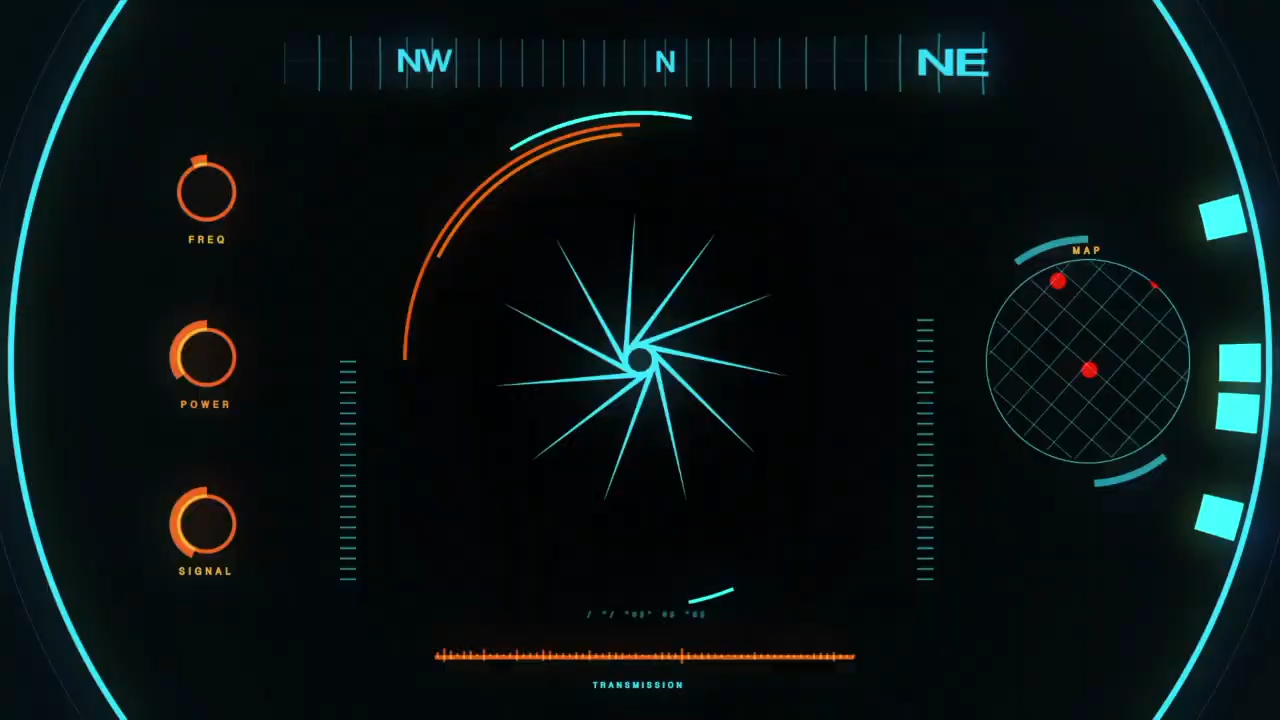 NW N NE
FREQ
MAP
POWER
SIGNAL
TRANSMISSION